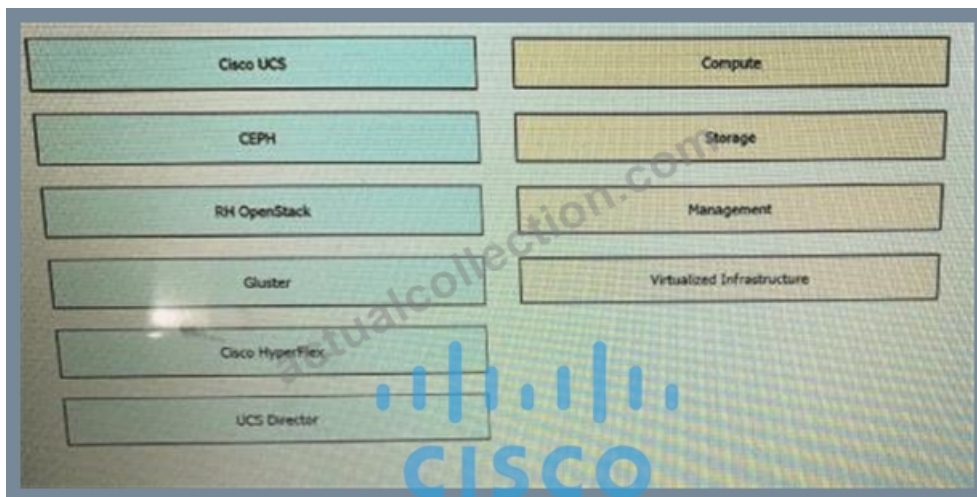 Cisco UCS
CEPH
RH OpenStack
Gluster
Cisco HyperFlex
UCS Director
Compute
Storage
Management
Virtualized Infrastructure
actualcollection.com
CISCO